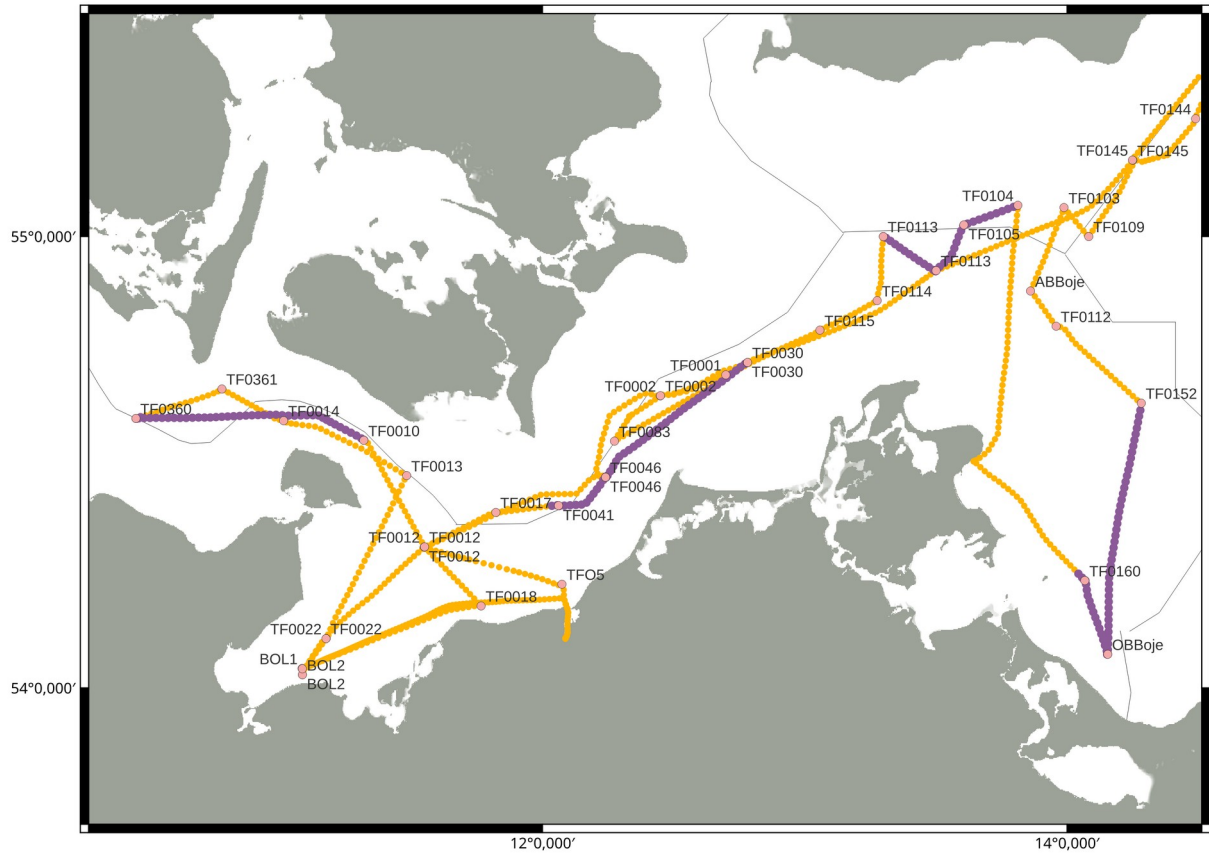 TF0144
TF0145
TF0145
TF0104
TF0103
TF0113
TF0105
TF0109
55°0,000′
TF0113
ABBoje
TF0114
TF0112
TF0115
TF0030
TF0001
TF0030
TF0361
TF0002
TF0002
TF0152
TF0360
TF0014
TF0010
TF0083
TF0013
TF0046
TF0046
TF0017
TF0041
TF0012
TF0012
TF0012
TFO5
TF0160
TF0018
TF0022
TF0022
OBBoje
BOL1
BOL2
BOL2
54°0,000′
12°0,000′
14°0,000′